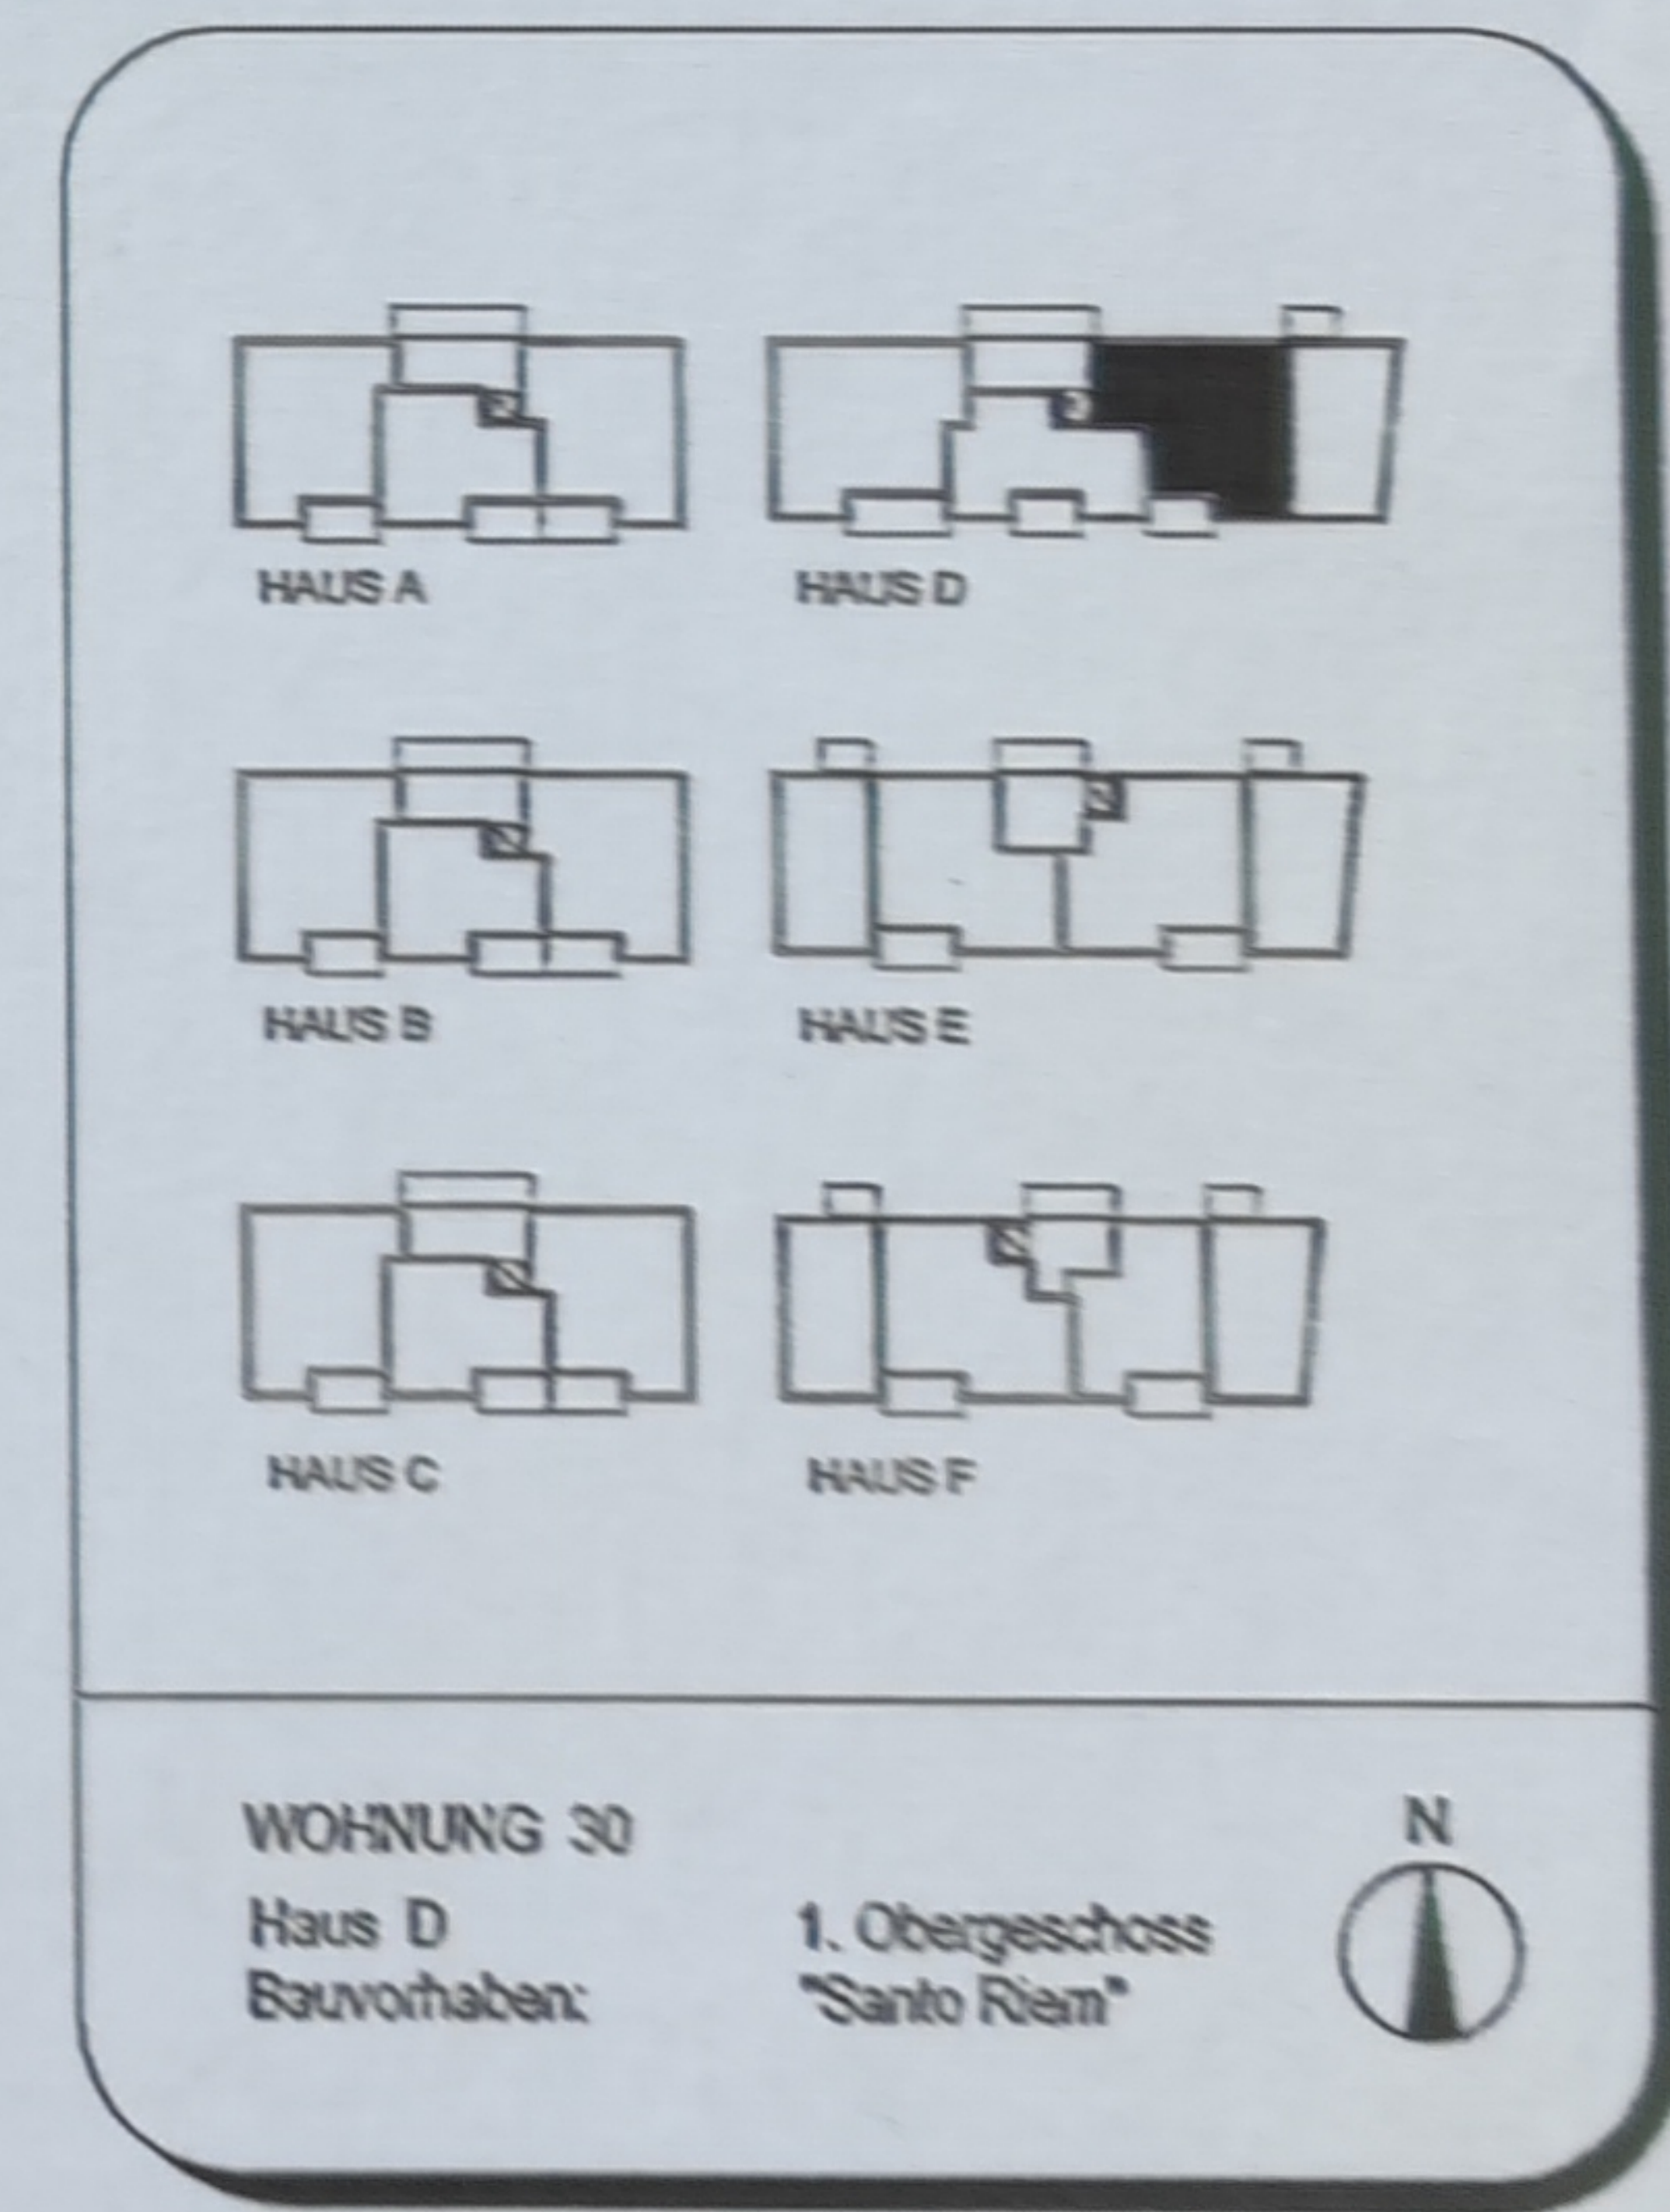 HAUS A
HAUS D
HAUS B
HAUS E
HAUS C
HAUS F
WOHNUNG 30
Haus D
1. Obergeschoss
Bauvorhaben:
"Santo Riem"
N